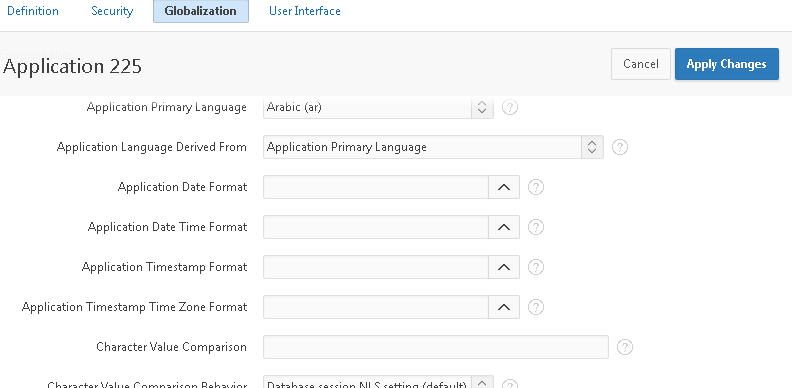 Definition Security Globalization User Interface
Application 225 Cancel Apply Changes
Application Primary Language Arabic (ar) ?
Application Language Derived From Application Primary Language ?
Application Date Format ?
Application Date Time Format ?
Application Timestamp Format ?
Application Timestamp Time Zone Format ?
Character Value Comparison ?
Character Value Comparison Behavior Database session NLS setting (default) ?